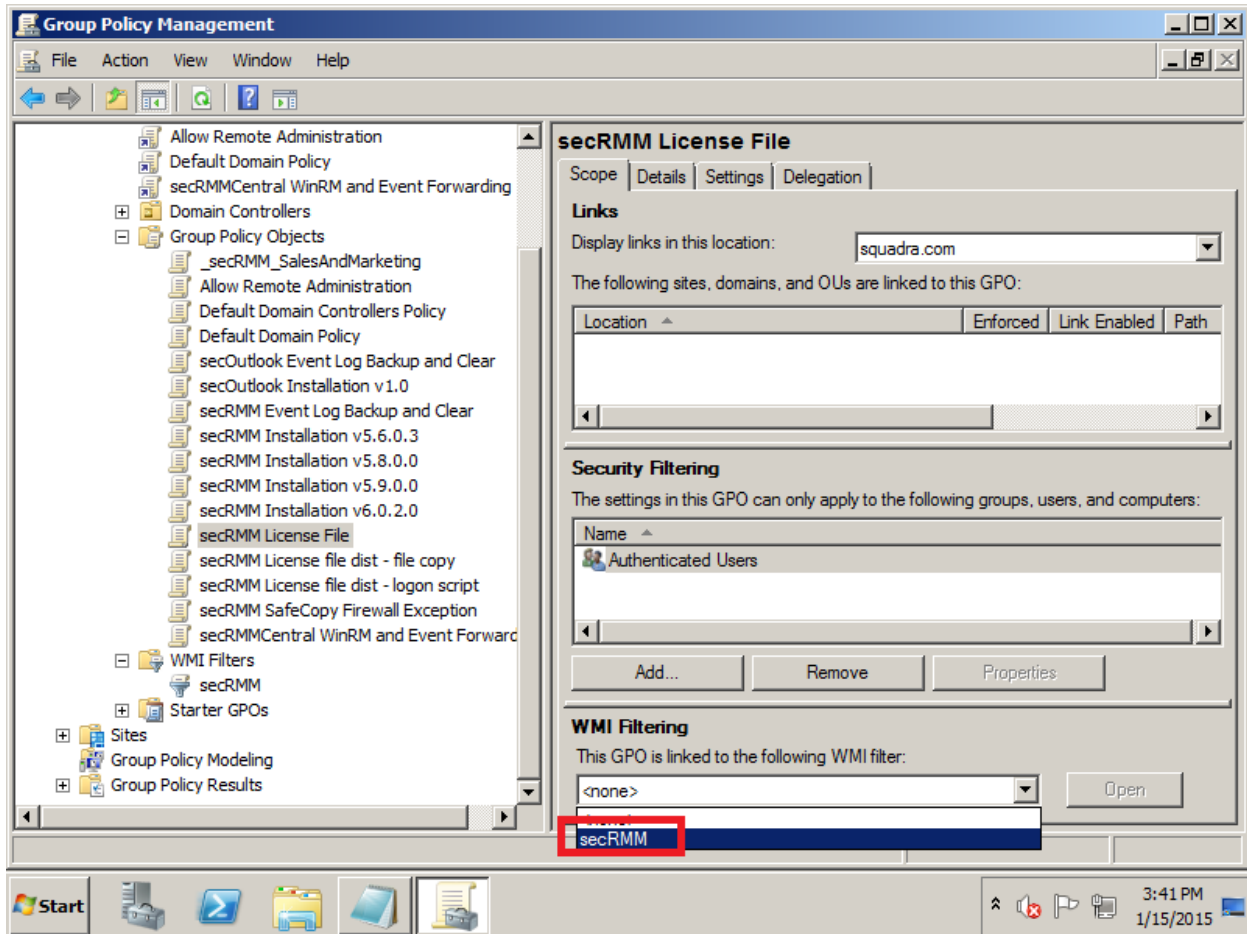 Group Policy Management
File Action View Window Help
Allow Remote Administration
Default Domain Policy
secRMMCentral WinRM and Event Forwarding
Domain Controllers
Group Policy Objects
_secRMM_SalesAndMarketing
Allow Remote Administration
Default Domain Controllers Policy
Default Domain Policy
secOutlook Event Log Backup and Clear
secOutlook Installation v1.0
secRMM Event Log Backup and Clear
secRMM Installation v5.6.0.3
secRMM Installation v5.8.0.0
secRMM Installation v5.9.0.0
secRMM Installation v6.0.2.0
secRMM License File
secRMM License file dist - file copy
secRMM License file dist - logon script
secRMM SafeCopy Firewall Exception
secRMMCentral WinRM and Event Forward
WMI Filters
secRMM
Starter GPOs
Sites
Group Policy Modeling
Group Policy Results
secRMM License File
Scope Details Settings Delegation
Links
Display links in this location: squadra.com
The following sites, domains, and OUs are linked to this GPO:
Location Enforced Link Enabled Path
Security Filtering
The settings in this GPO can only apply to the following groups, users, and computers:
Name
Authenticated Users
Add... Remove Properties
WMI Filtering
This GPO is linked to the following WMI filter:
<none> Open
secRMM
Start
3:41 PM
1/15/2015